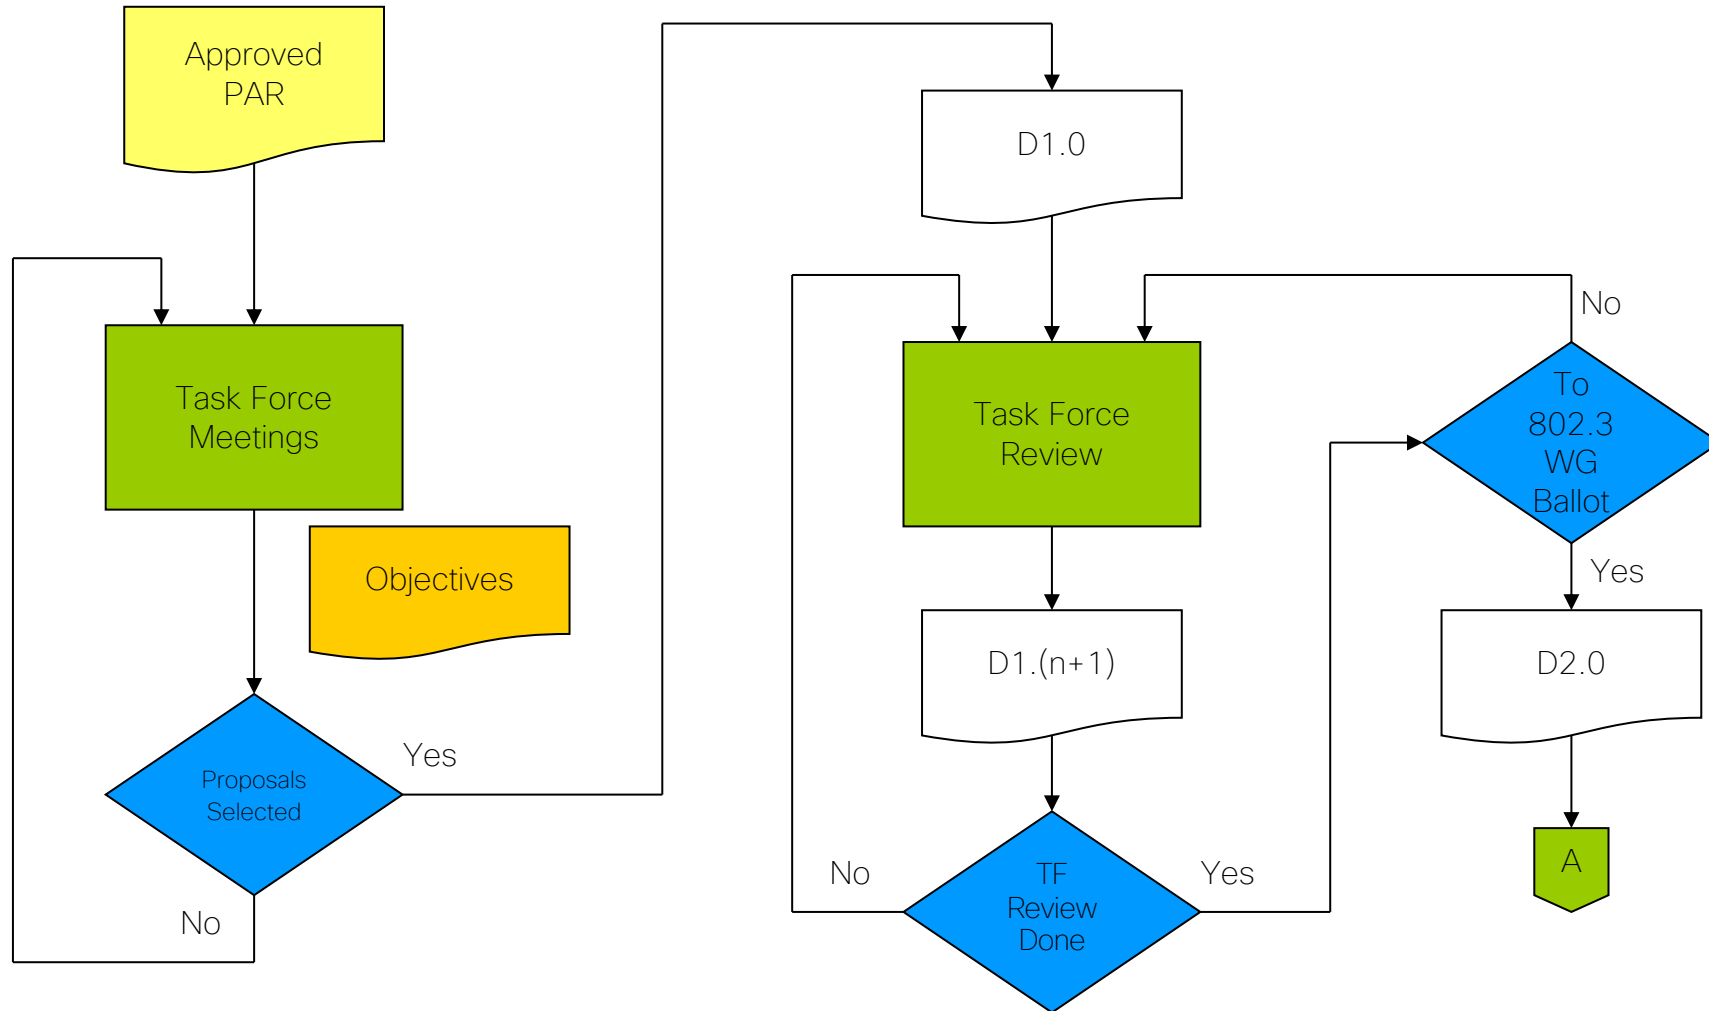 Approved
PAR
Task Force
Meetings
Objectives
Proposals
Selected
Yes
No
D1.0
Task Force
Review
D1.(n+1)
TF
Review
Done
No
Yes
To
802.3
WG
Ballot
No
Yes
D2.0
A